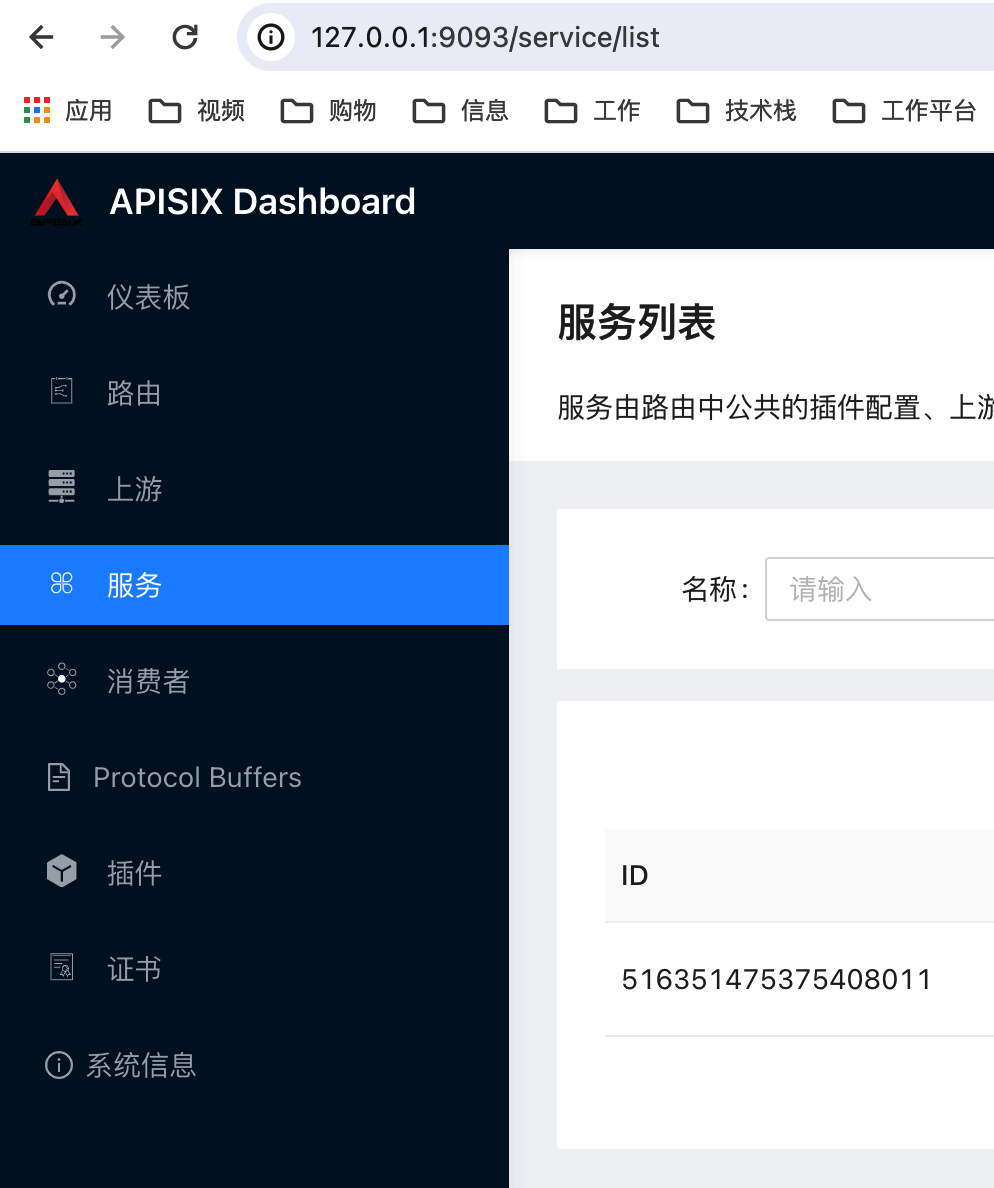 127.0.0.1:9093/service/list
应用 视频 购物 信息 工作 技术栈 工作平台
APISIX
APISIX Dashboard
仪表板
路由
上游
服务
消费者
Protocol Buffers
插件
证书
系统信息
服务列表
服务由路由中公共的插件配置、上游
名称：
请输入
ID
516351475375408011